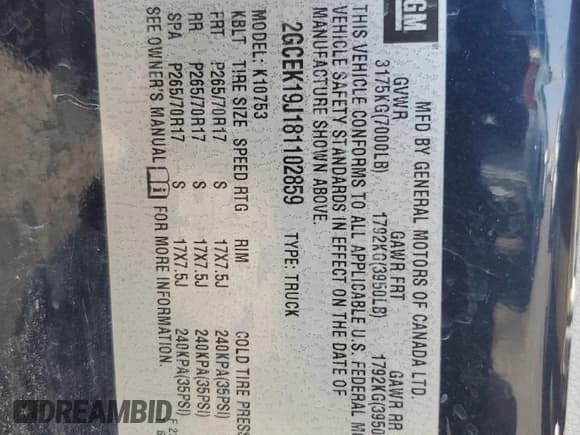 GM
MFD BY GENERAL MOTORS OF CANADA LTD.
GVWR GAWR FRT GAWR RR
3175KG(7000LB) 1792KG(3950LB) 1792KG(3950
THIS VEHICLE CONFORMS TO ALL APPLICABLE U.S. FEDERAL MO
VEHICLE SAFETY STANDARDS IN EFFECT ON THE DATE OF
MANUFACTURE SHOWN ABOVE.
2GCEK19J181102859 TYPE: TRUCK
MODEL: K10753
KBLT TIRE SIZE SPEED RTG RIM COLD TIRE PRESS
FRT P265/70R17 S 17X7.5J 240KPA(35PSI)
RR P265/70R17 S 17X7.5J 240KPA(35PSI)
SPA P265/70R17 S 17X7.5J 240KPA(35PSI)
SEE OWNER'S MANUAL i FOR MORE INFORMATION.
DREAMBID